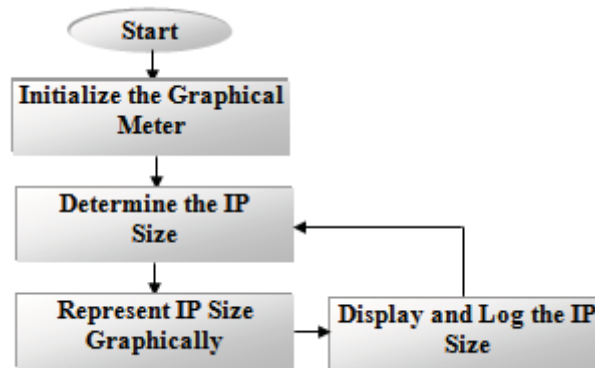 Start
Initialize the Graphical
Meter
Determine the IP
Size
Represent IP Size
Graphically
Display and Log the IP
Size